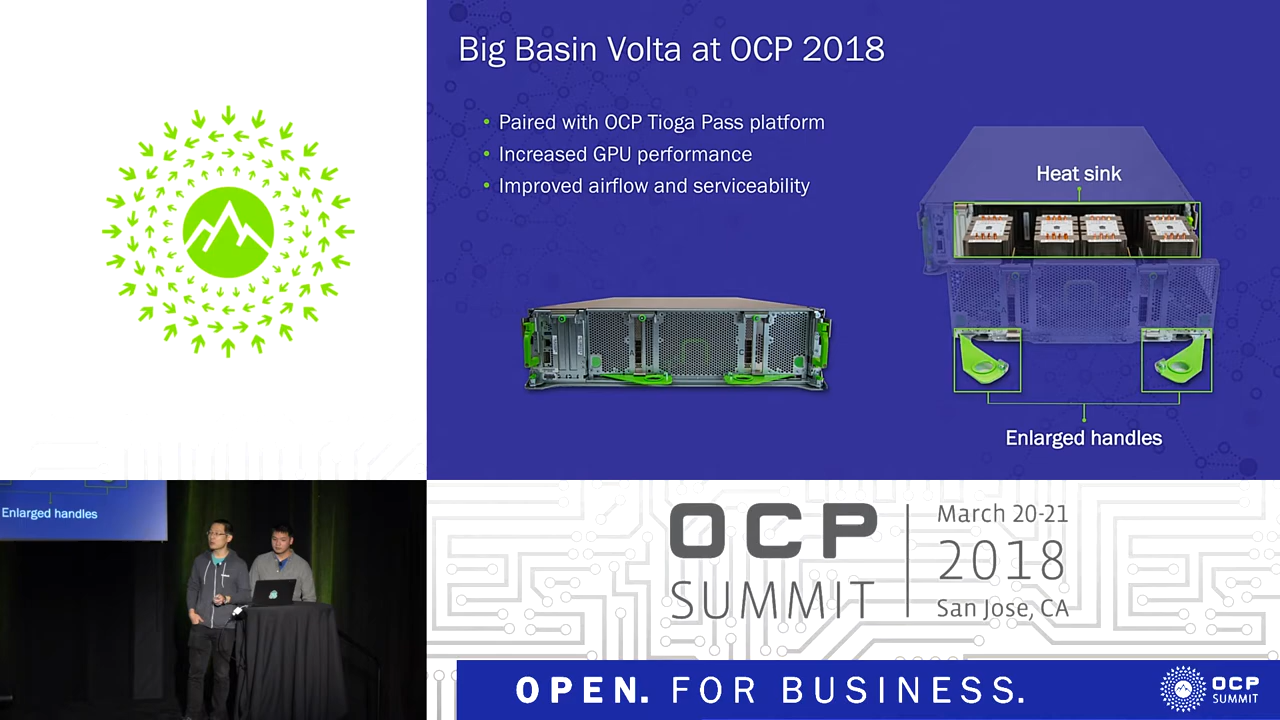 Big Basin Volta at OCP 2018
• Paired with OCP Tioga Pass platform
• Increased GPU performance
• Improved airflow and serviceability
Heat sink
Enlarged handles
Enlarged handles
OCP
SUMMIT
March 20-21
2018
San Jose, CA
OPEN. FOR BUSINESS.
OCP
SUMMIT